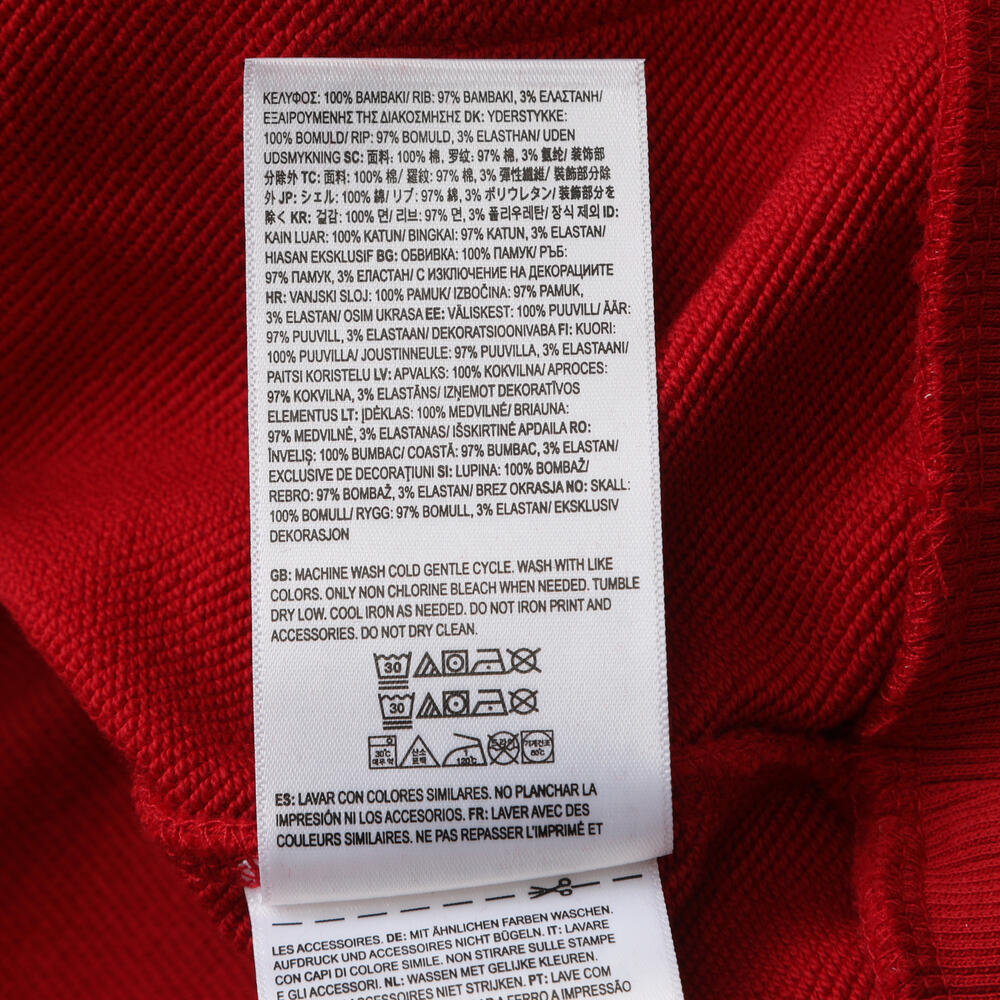 ΚΕΛΥΦΟΣ: 100% ΒΑΜΒΑΚΙ/ RIB: 97% ΒΑΜΒΑΚΙ, 3% ΕΛΑΣΤΑΝΗ/
ΕΞΑΙΡΟΥΜΕΝΗΣ ΤΗΣ ΔΙΑΚΟΣΜΗΣΗΣ DK: YDERSTYKKE:
100% BOMULD/ RIP: 97% BOMULD, 3% ELASTHAN/ UDEN
UDSMYKNING SC: 面料: 100% 棉, 罗纹: 97% 棉, 3% 氨纶/ 装饰部
分除外 TC: 面料: 100% 棉/ 羅紋: 97% 棉, 3% 彈性纖維/ 裝飾部分除
外 JP: シェル: 100% 綿/ リブ: 97% 綿, 3% ポリウレタン/ 装飾部分を
除く KR: 겉감: 100% 면/ 리브: 97% 면, 3% 폴리우레탄/ 장식 제외 ID:
KAIN LUAR: 100% KATUN/ BINGKAI: 97% KATUN, 3% ELASTAN/
HIASAN EKSKLUSIF BG: ОБВИВКА: 100% ПАМУК/ РЪБ:
97% ПАМУК, 3% ЕЛАСТАН/ С ИЗКЛЮЧЕНИЕ НА ДЕКОРАЦИИТЕ
HR: VANJSKI SLOJ: 100% PAMUK/ IZBOČINA: 97% PAMUK,
3% ELASTAN/ OSIM UKRASA EE: VÄLISKEST: 100% PUUVILL/ ÄÄR:
97% PUUVILL, 3% ELASTAAN/ DEKORATSIOONIVABA FI: KUORI:
100% PUUVILLA/ JOUSTINNEULE: 97% PUUVILLA, 3% ELASTAANI/
PAITSI KORISTELU LV: APVALKS: 100% KOKVILNA/ APROCES:
97% KOKVILNA, 3% ELASTĀNS/ IZŅEMOT DEKORATĪVOS
ELEMENTUS LT: ĮDĖKLAS: 100% MEDVILNĖ/ BRIAUNA:
97% MEDVILNĖ, 3% ELASTANAS/ IŠSKIRTINĖ APDAILA RO:
ÎNVELIȘ: 100% BUMBAC/ COASTĂ: 97% BUMBAC, 3% ELASTAN/
EXCLUSIVE DE DECORAŢIUNI SI: LUPINA: 100% BOMBAŽ/
REBRO: 97% BOMBAŽ, 3% ELASTAN/ BREZ OKRASJA NO: SKALL:
100% BOMULL/ RYGG: 97% BOMULL, 3% ELASTAN/ EKSKLUSIV
DEKORASJON
GB: MACHINE WASH COLD GENTLE CYCLE. WASH WITH LIKE
COLORS. ONLY NON CHLORINE BLEACH WHEN NEEDED. TUMBLE
DRY LOW. COOL IRON AS NEEDED. DO NOT IRON PRINT AND
ACCESSORIES. DO NOT DRY CLEAN.
30
30
30℃ 산소 표백 120℃ 드라이 기계건조 60℃
ES: LAVAR CON COLORES SIMILARES. NO PLANCHAR LA
IMPRESIÓN NI LOS ACCESORIOS. FR: LAVER AVEC DES
COULEURS SIMILAIRES. NE PAS REPASSER L'IMPRIMÉ ET
LES ACCESSOIRES. DE: MIT ÄHNLICHEN FARBEN WASCHEN.
AUFDRUCK UND ACCESSOIRES NICHT BÜGELN. IT: LAVARE
CON CAPI DI COLORE SIMILE. NON STIRARE SULLE STAMPE
E GLI ACCESSORI. NL: WASSEN MET GELIJKE KLEUREN.
ACCESSOIRES NIET STRIJKEN. PT: LAVE COM
A FERRO A IMPRESSÃO